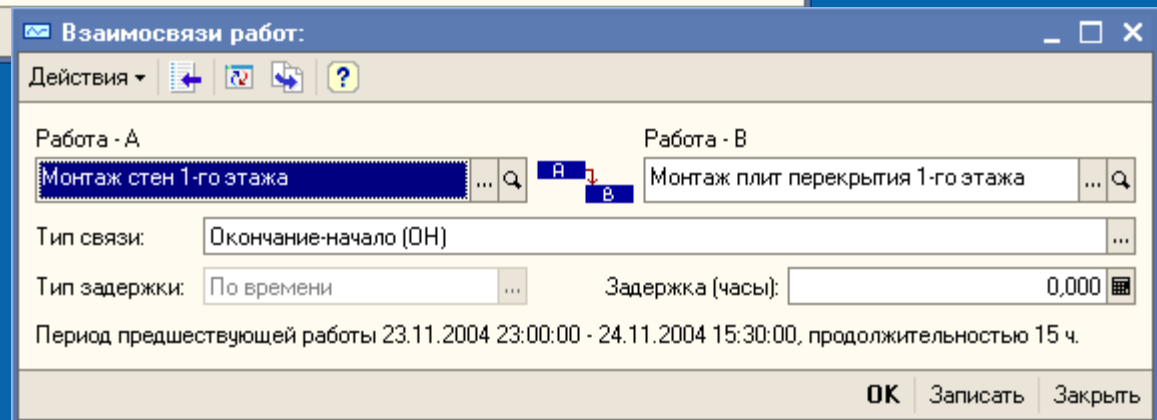 Взаимосвязи работ:
Действия
Работа - А
Работа - В
Монтаж стен 1-го этажа ...
A
B
Монтаж плит перекрытия 1-го этажа ...
Тип связи: Окончание-начало (ОН) ...
Тип задержки: По времени ... Задержка (часы): 0,000
Период предшествующей работы 23.11.2004 23:00:00 - 24.11.2004 15:30:00, продолжительностью 15 ч.
OK Записать Закрыть